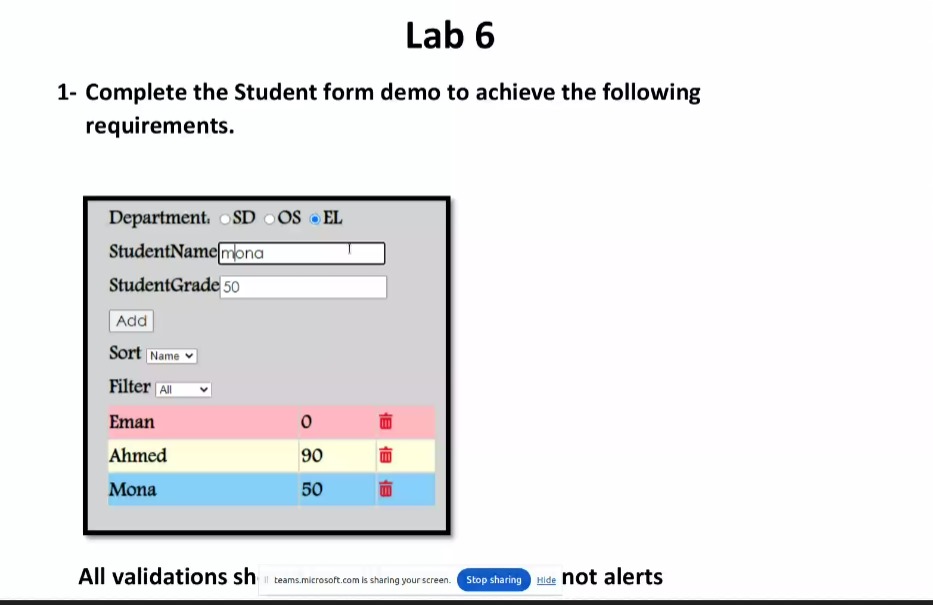 Lab 6
1- Complete the Student form demo to achieve the following
requirements.
Department: SD OS EL
StudentName mona
StudentGrade 50
Add
Sort Name
Filter All
Eman 0
Ahmed 90
Mona 50
All validations sh not alerts
teams.microsoft.com is sharing your screen. Stop sharing Hide